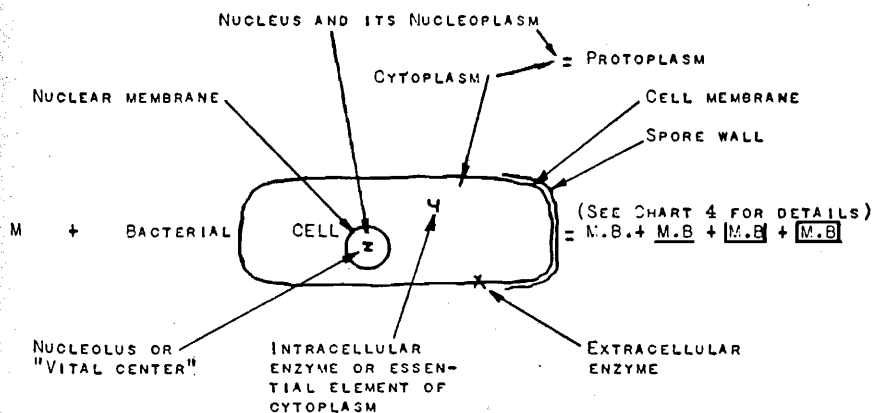 NUCLEUS AND ITS NUCLEOPLASM
= PROTOPLASM
CYTOPLASM
NUCLEAR MEMBRANE
CELL MEMBRANE
SPORE WALL
(SEE CHART 4 FOR DETAILS)
M + BACTERIAL CELL = M.B.+ M.B + M.B + M.B
Y
Z
X
NUCLEOLUS OR
"VITAL CENTER"
INTRACELLULAR
ENZYME OR ESSEN-
TIAL ELEMENT OF
CYTOPLASM
EXTRACELLULAR
ENZYME